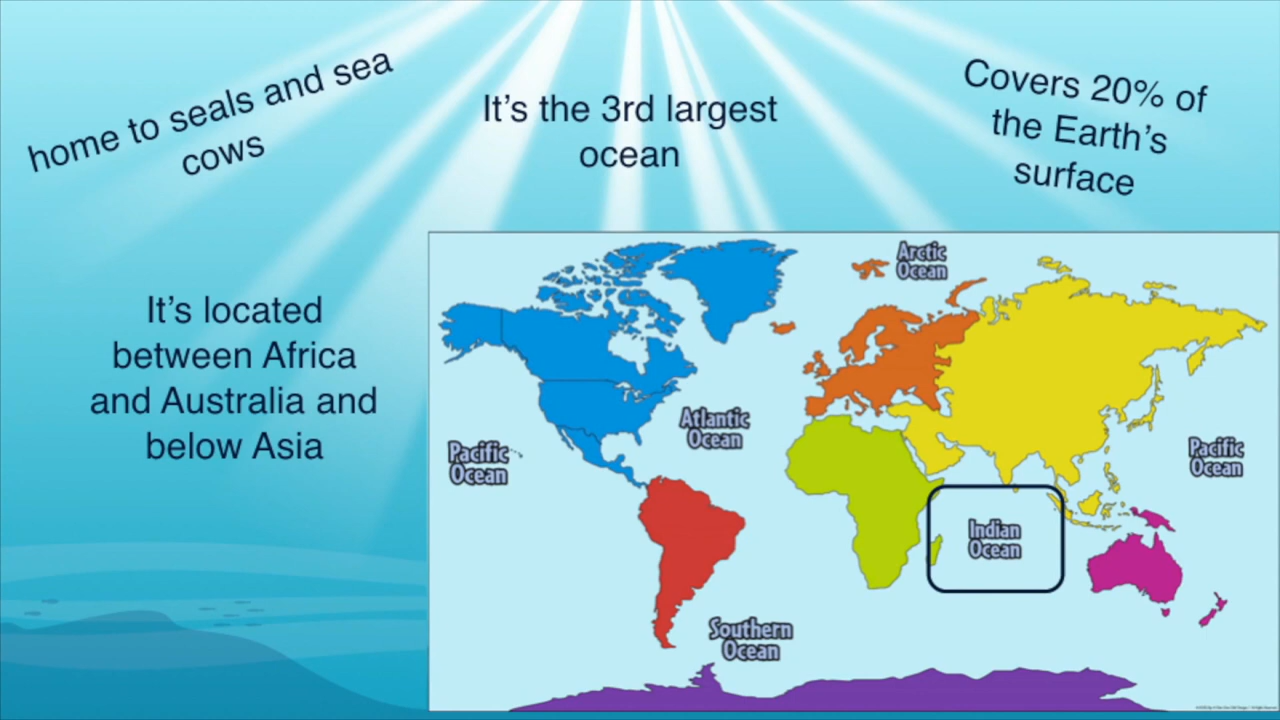 home to seals and sea
cows
It’s the 3rd largest
ocean
Covers 20% of
the Earth’s
surface
It’s located
between Africa
and Australia and
below Asia
Arctic
Ocean
Atlantic
Ocean
Pacific
Ocean
Pacific
Ocean
Indian
Ocean
Southern
Ocean